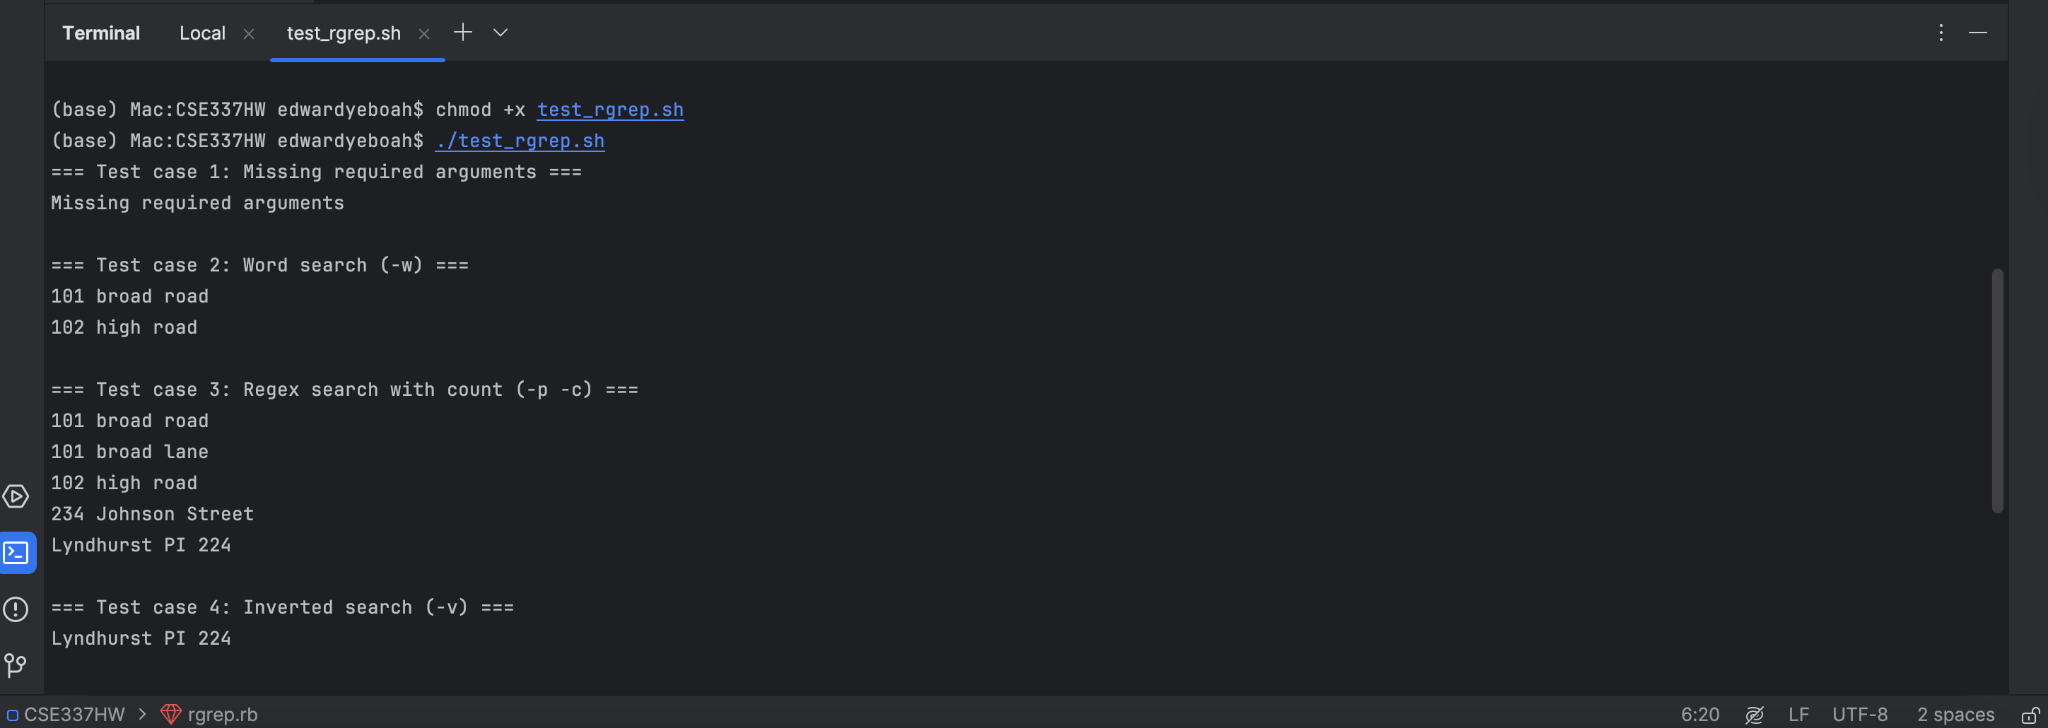 Terminal Local test_rgrep.sh
(base) Mac:CSE337HW edwardyeboah$ chmod +x test_rgrep.sh
(base) Mac:CSE337HW edwardyeboah$ ./test_rgrep.sh
=== Test case 1: Missing required arguments ===
Missing required arguments
=== Test case 2: Word search (-w) ===
101 broad road
102 high road
=== Test case 3: Regex search with count (-p -c) ===
101 broad road
101 broad lane
102 high road
234 Johnson Street
Lyndhurst PI 224
=== Test case 4: Inverted search (-v) ===
Lyndhurst PI 224
CSE337HW > rgrep.rb 6:20 LF UTF-8 2 spaces